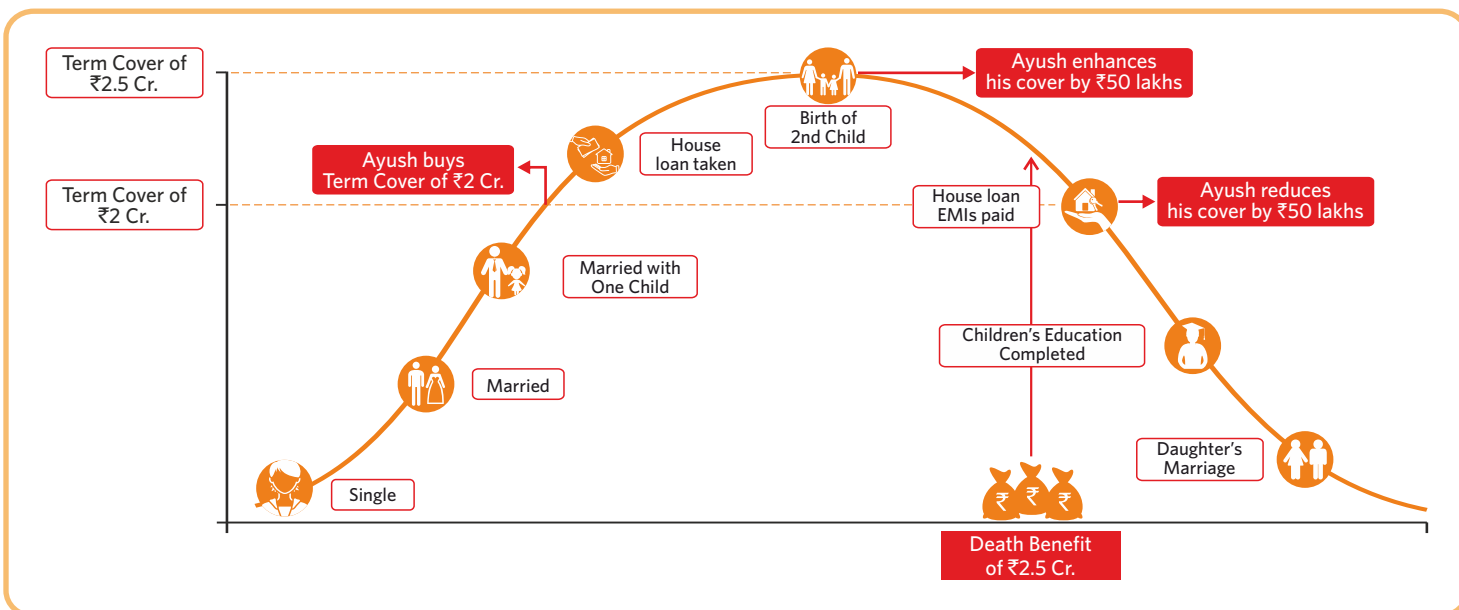 Term Cover of
₹2.5 Cr.
Ayush enhances
his cover by ₹50 lakhs
Birth of
2nd Child
House
loan taken
Ayush buys
Term Cover of ₹2 Cr.
Term Cover of
₹2 Cr.
House loan
EMIs paid
Ayush reduces
his cover by ₹50 lakhs
Married with
One Child
Children's Education
Completed
Married
Daughter's
Marriage
Single
₹ ₹ ₹
Death Benefit
of ₹2.5 Cr.